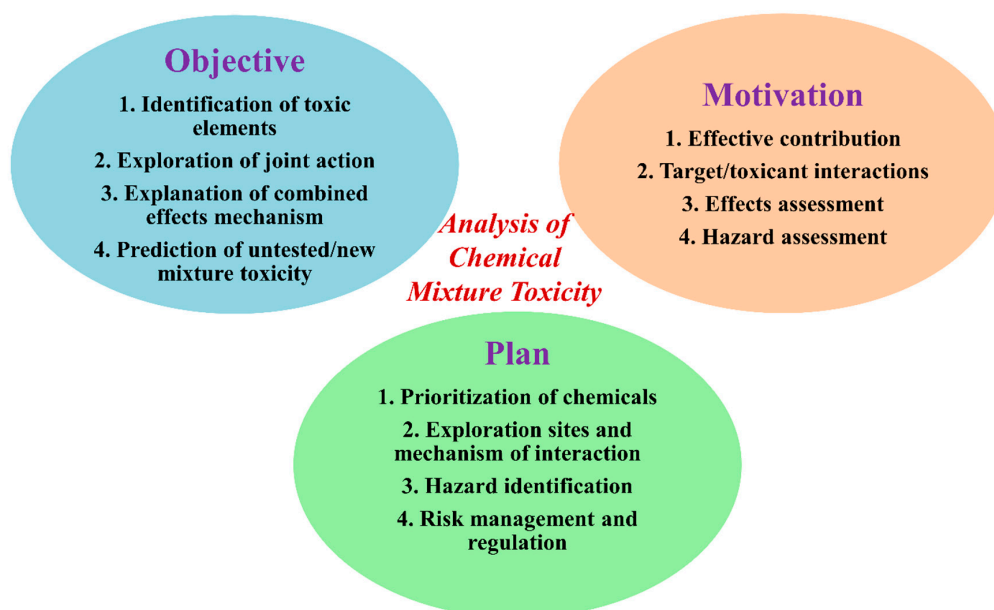 Objective
1. Identification of toxic
elements
2. Exploration of joint action
3. Explanation of combined
effects mechanism
4. Prediction of untested/new
mixture toxicity
Motivation
1. Effective contribution
2. Target/toxicant interactions
3. Effects assessment
4. Hazard assessment
Analysis of
Chemical
Mixture Toxicity
Plan
1. Prioritization of chemicals
2. Exploration sites and
mechanism of interaction
3. Hazard identification
4. Risk management and
regulation